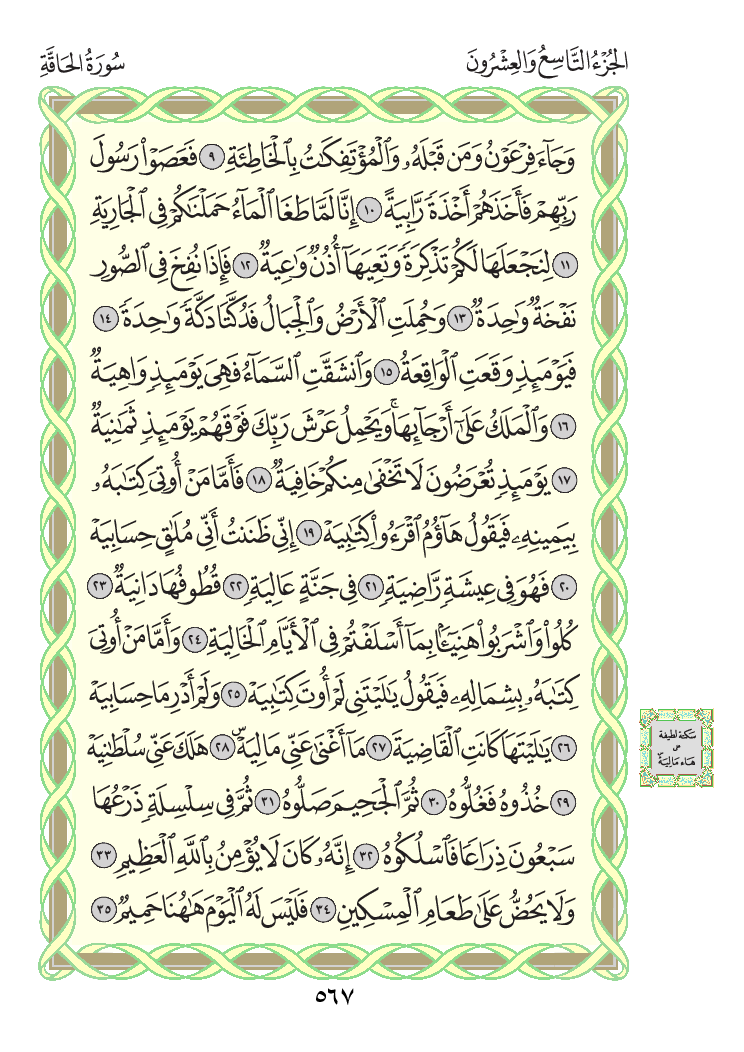 الجُزْءُ التَّاسِعُ وَالعِشْرُونَ
سُورَةُ الحَاقَّةِ
وَجَآءَ فِرْعَوْنُ وَمَن قَبْلَهُۥ وَٱلْمُؤْتَفِكَٰتُ بِٱلْخَاطِئَةِ ٩ فَعَصَوْا۟ رَسُولَ
رَبِّهِمْ فَأَخَذَهُمْ أَخْذَةً رَّابِيَةً ١٠ إِنَّا لَمَّا طَغَا ٱلْمَآءُ حَمَلْنَٰكُمْ فِى ٱلْجَارِيَةِ
١١ لِنَجْعَلَهَا لَكُمْ تَذْكِرَةً وَتَعِيَهَآ أُذُنٌ وَٰعِيَةٌ ١٢ فَإِذَا نُفِخَ فِى ٱلصُّورِ
نَفْخَةٌ وَٰحِدَةٌ ١٣ وَحُمِلَتِ ٱلْأَرْضُ وَٱلْجِبَالُ فَدُكَّتَا دَكَّةً وَٰحِدَةً ١٤
فَيَوْمَئِذٍ وَقَعَتِ ٱلْوَاقِعَةُ ١٥ وَٱنشَقَّتِ ٱلسَّمَآءُ فَهِىَ يَوْمَئِذٍ وَاهِيَةٌ
١٦ وَٱلْمَلَكُ عَلَىٰٓ أَرْجَآئِهَا ۚ وَيَحْمِلُ عَرْشَ رَبِّكَ فَوْقَهُمْ يَوْمَئِذٍ ثَمَٰنِيَةٌ
١٧ يَوْمَئِذٍ تُعْرَضُونَ لَا تَخْفَىٰ مِنكُمْ خَافِيَةٌ ١٨ فَأَمَّا مَنْ أُوتِىَ كِتَٰبَهُۥ
بِيَمِينِهِۦ فَيَقُولُ هَآؤُمُ ٱقْرَءُوا۟ كِتَٰبِيَهْ ١٩ إِنِّى ظَنَنتُ أَنِّى مُلَٰقٍ حِسَابِيَهْ
٢٠ فَهُوَ فِى عِيشَةٍ رَّاضِيَةٍ ٢١ فِى جَنَّةٍ عَالِيَةٍ ٢٢ قُطُوفُهَا دَانِيَةٌ ٢٣
كُلُوا۟ وَٱشْرَبُوا۟ هَنِيٓـًٔۢا بِمَآ أَسْلَفْتُمْ فِى ٱلْأَيَّامِ ٱلْخَالِيَةِ ٢٤ وَأَمَّا مَنْ أُوتِىَ
كِتَٰبَهُۥ بِشِمَالِهِۦ فَيَقُولُ يَٰلَيْتَنِى لَمْ أُوتَ كِتَٰبِيَهْ ٢٥ وَلَمْ أَدْرِ مَا حِسَابِيَهْ
٢٦ يَٰلَيْتَهَا كَانَتِ ٱلْقَاضِيَةَ ٢٧ مَآ أَغْنَىٰ عَنِّى مَالِيَهْ ۜ ٢٨ هَلَكَ عَنِّى سُلْطَٰنِيَهْ
٢٩ خُذُوهُ فَغُلُّوهُ ٣٠ ثُمَّ ٱلْجَحِيمَ صَلُّوهُ ٣١ ثُمَّ فِى سِلْسِلَةٍ ذَرْعُهَا
سَبْعُونَ ذِرَاعًا فَٱسْلُكُوهُ ٣٢ إِنَّهُۥ كَانَ لَا يُؤْمِنُ بِٱللَّهِ ٱلْعَظِيمِ ٣٣
وَلَا يَحُضُّ عَلَىٰ طَعَامِ ٱلْمِسْكِينِ ٣٤ فَلَيْسَ لَهُ ٱلْيَوْمَ هَٰهُنَا حَمِيمٌ ٣٥
سَكتة لطيفة
على
هَاء مَالِيَهْ
٥٦٧